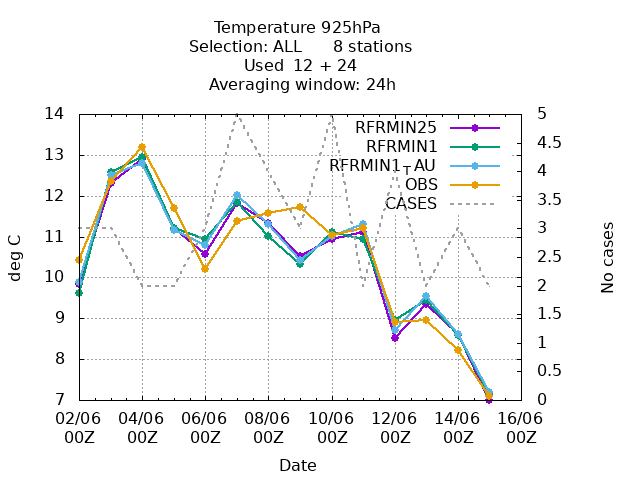 Temperature 925hPa
Selection: ALL 8 stations
Used 12 + 24
Averaging window: 24h
RFRMIN25
RFRMIN1
RFRMIN1-AU
OBS
CASES
14
13
12
11
10
9
8
7
5
4.5
4
3.5
3
2.5
2
1.5
1
0.5
0
deg C
No cases
02/06 04/06 06/06 08/06 10/06 12/06 14/06 16/06
00Z 00Z 00Z 00Z 00Z 00Z 00Z 00Z
Date